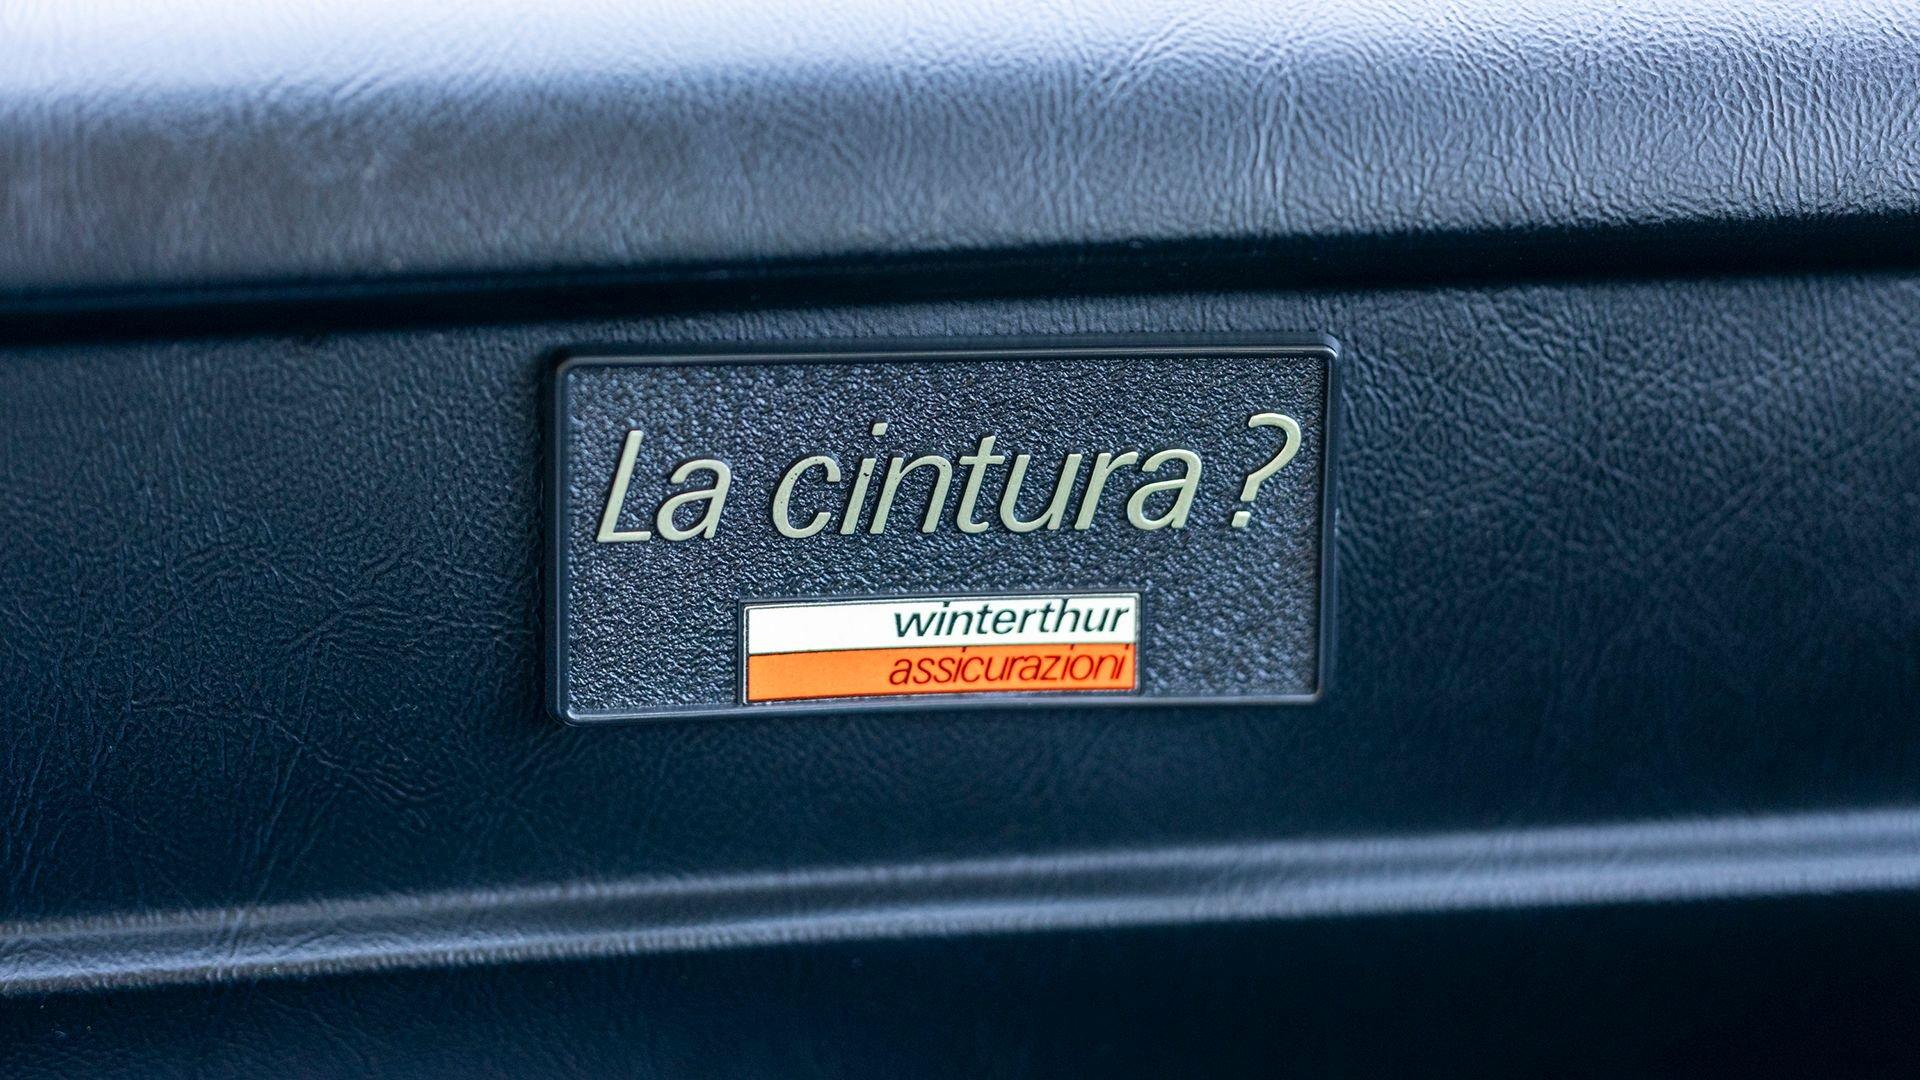 La cintura?
winterthur
assicurazioni